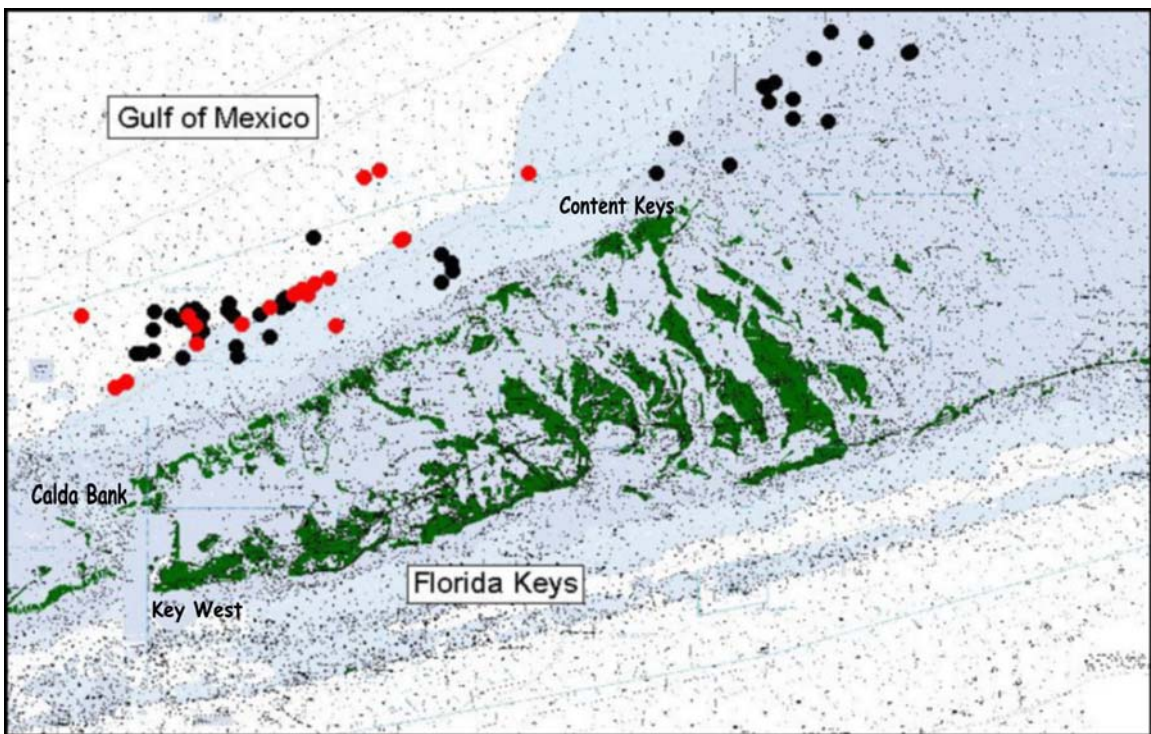 Gulf of Mexico
Content Keys
Calda Bank
Florida Keys
Key West